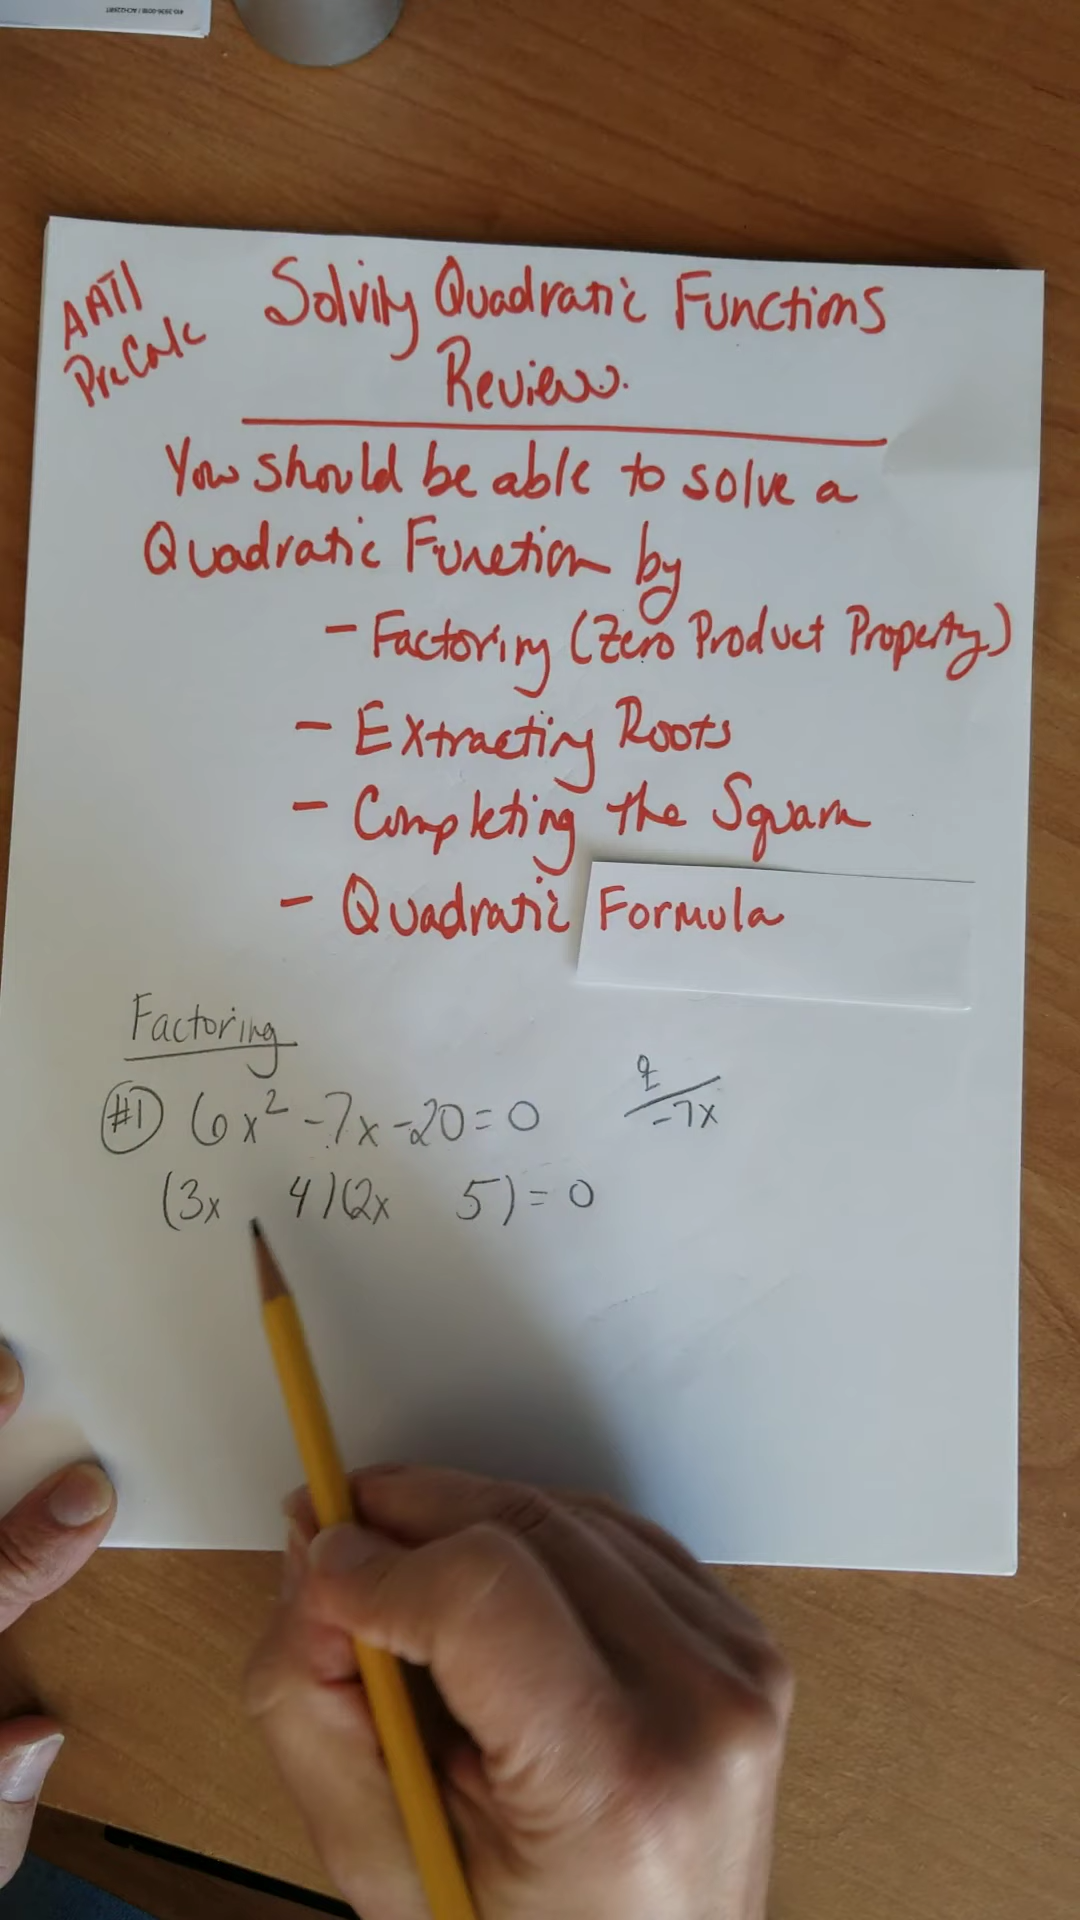 AAT1
PreCalc
Solving Quadratic Functions
Review.
You should be able to solve a
Quadratic Function by
- Factoring (Zero Product Property)
- Extracting Roots
- Completing the Square
- Quadratic Formula
Factoring
#1 6x² -7x -20 = 0
-7x
(3x 4)(2x 5) = 0